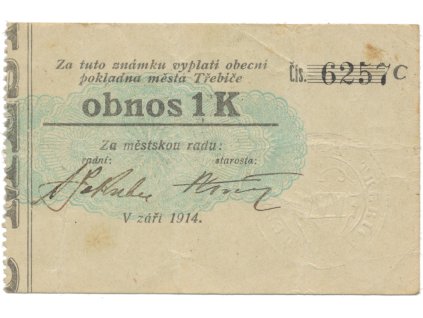 Za tuto známku vyplatí obecní
pokladna města Třebíče
Čís. 6257 C
obnos 1 K
Za městskou radu:
radní: starosta:
V září 1914.